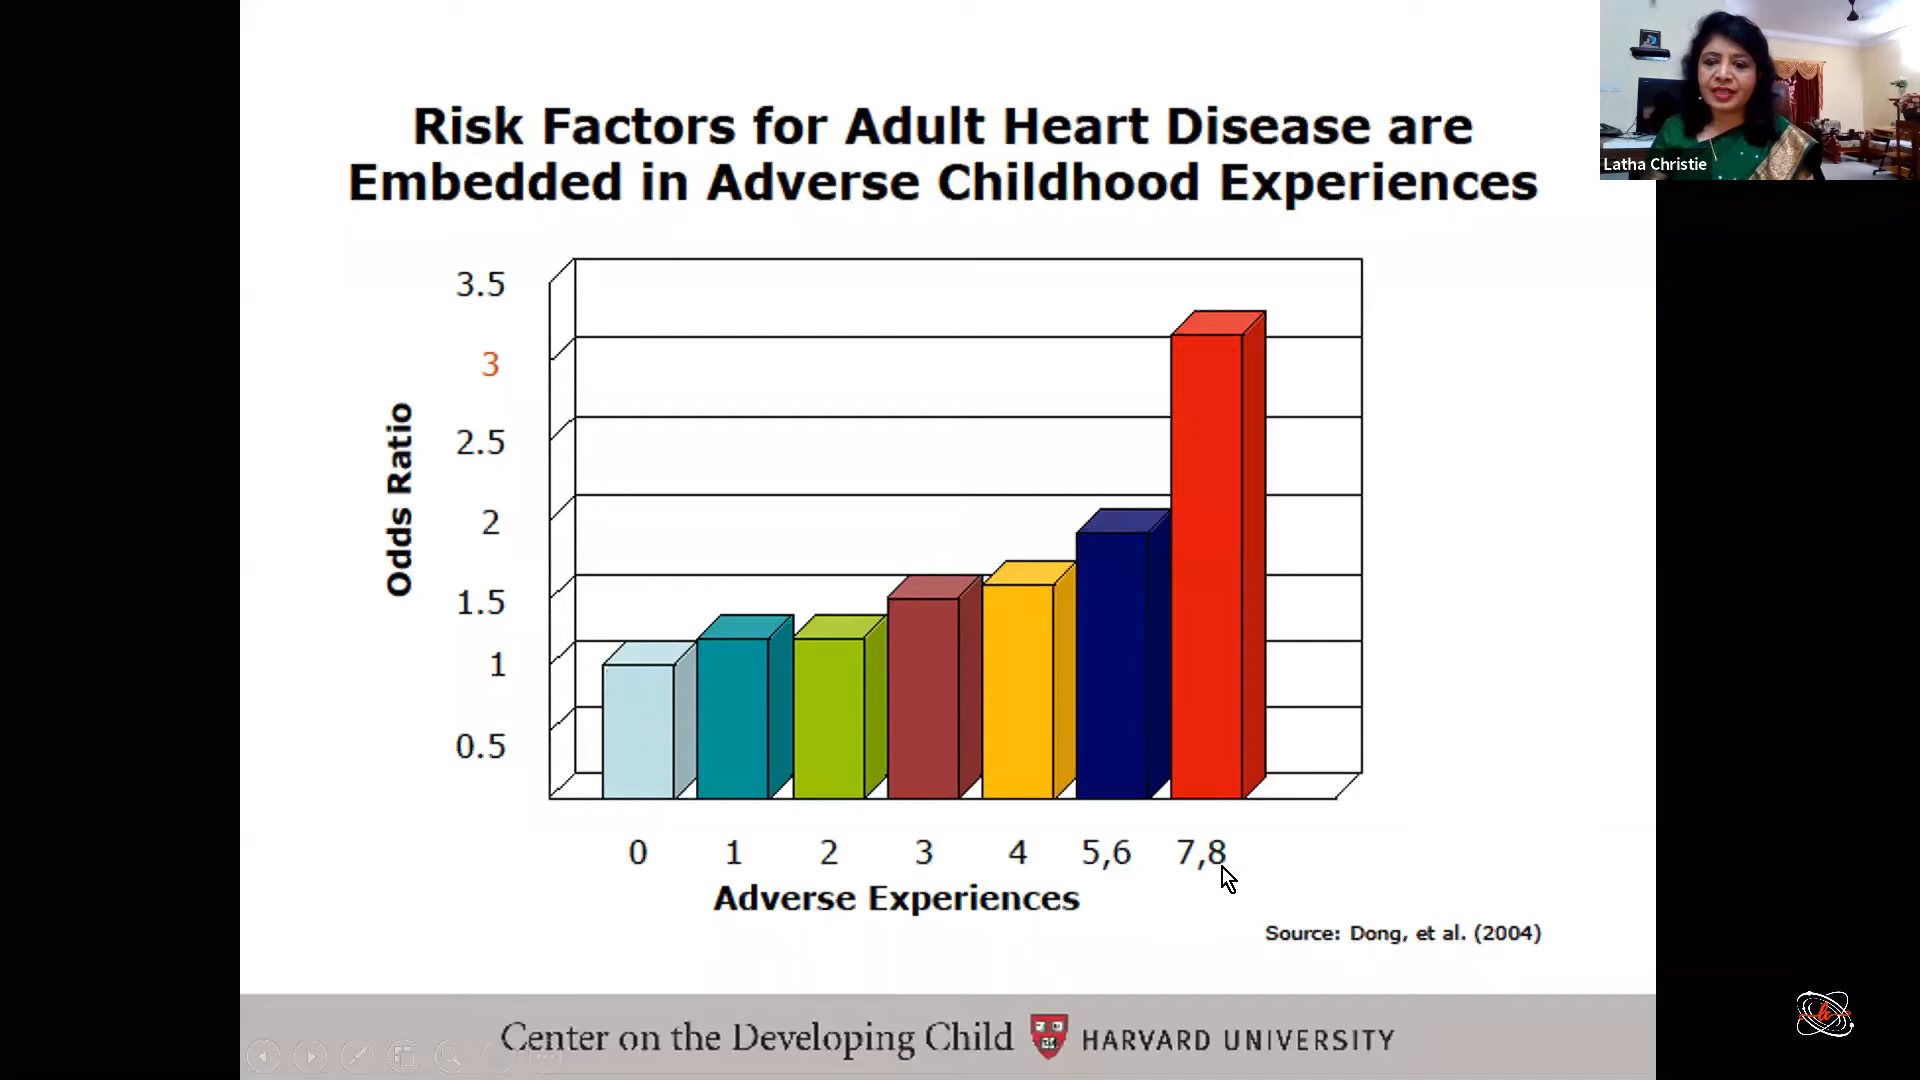 Risk Factors for Adult Heart Disease are
Embedded in Adverse Childhood Experiences
Latha Christie
3.5
3
2.5
2
1.5
1
0.5
Odds Ratio
0 1 2 3 4 5,6 7,8
Adverse Experiences
Source: Dong, et al. (2004)
Center on the Developing Child HARVARD UNIVERSITY